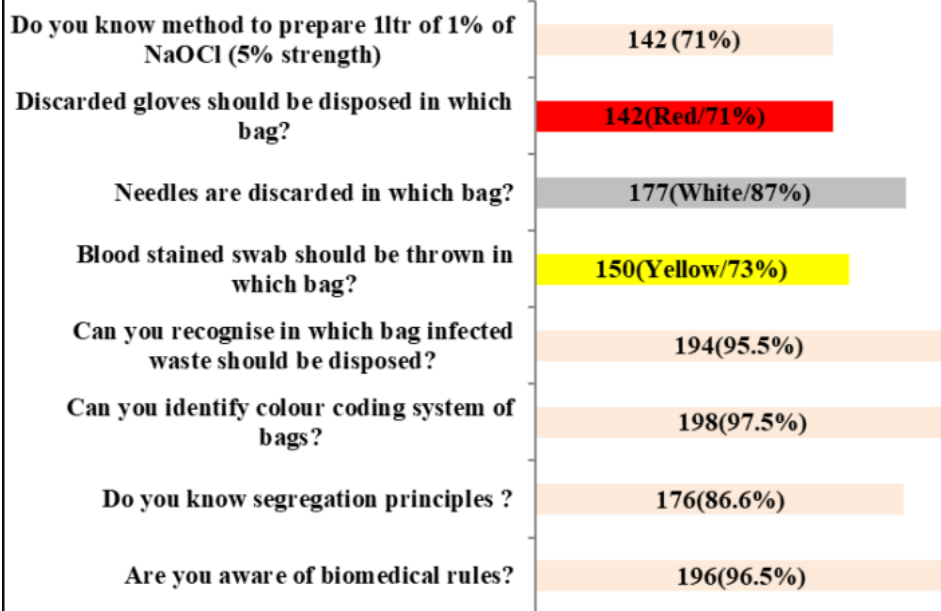 Do you know method to prepare 1ltr of 1% of
NaOCl (5% strength)
142 (71%)
Discarded gloves should be disposed in which
bag?
142(Red/71%)
Needles are discarded in which bag?
177(White/87%)
Blood stained swab should be thrown in
which bag?
150(Yellow/73%)
Can you recognise in which bag infected
waste should be disposed?
194(95.5%)
Can you identify colour coding system of
bags?
198(97.5%)
Do you know segregation principles ?
176(86.6%)
Are you aware of biomedical rules?
196(96.5%)